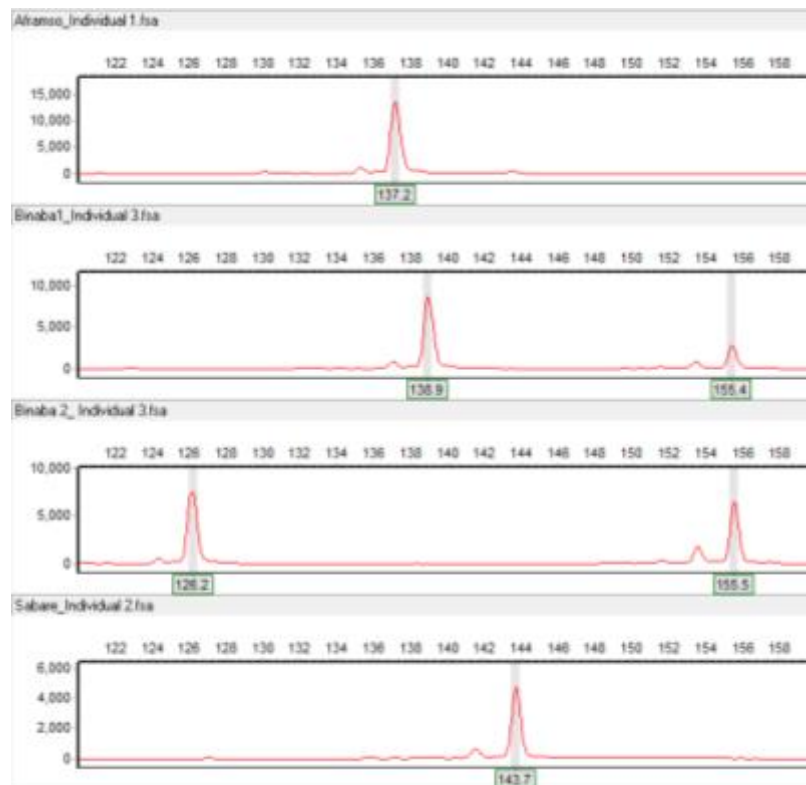 Aframso_Individual 1.fsa
122 124 126 128 130 132 134 136 138 140 142 144 146 148 150 152 154 156 158
15,000
10,000
5,000
0
137.2
Binaba1_Individual 3.fsa
122 124 126 128 130 132 134 136 138 140 142 144 146 148 150 152 154 156 158
10,000
5,000
0
138.9 155.4
Binaba 2_ Individual 3.fsa
122 124 126 128 130 132 134 136 138 140 142 144 146 148 150 152 154 156 158
10,000
5,000
0
126.2 155.5
Sabare_Individual 2.fsa
122 124 126 128 130 132 134 136 138 140 142 144 146 148 150 152 154 156 158
6,000
4,000
2,000
0
143.7